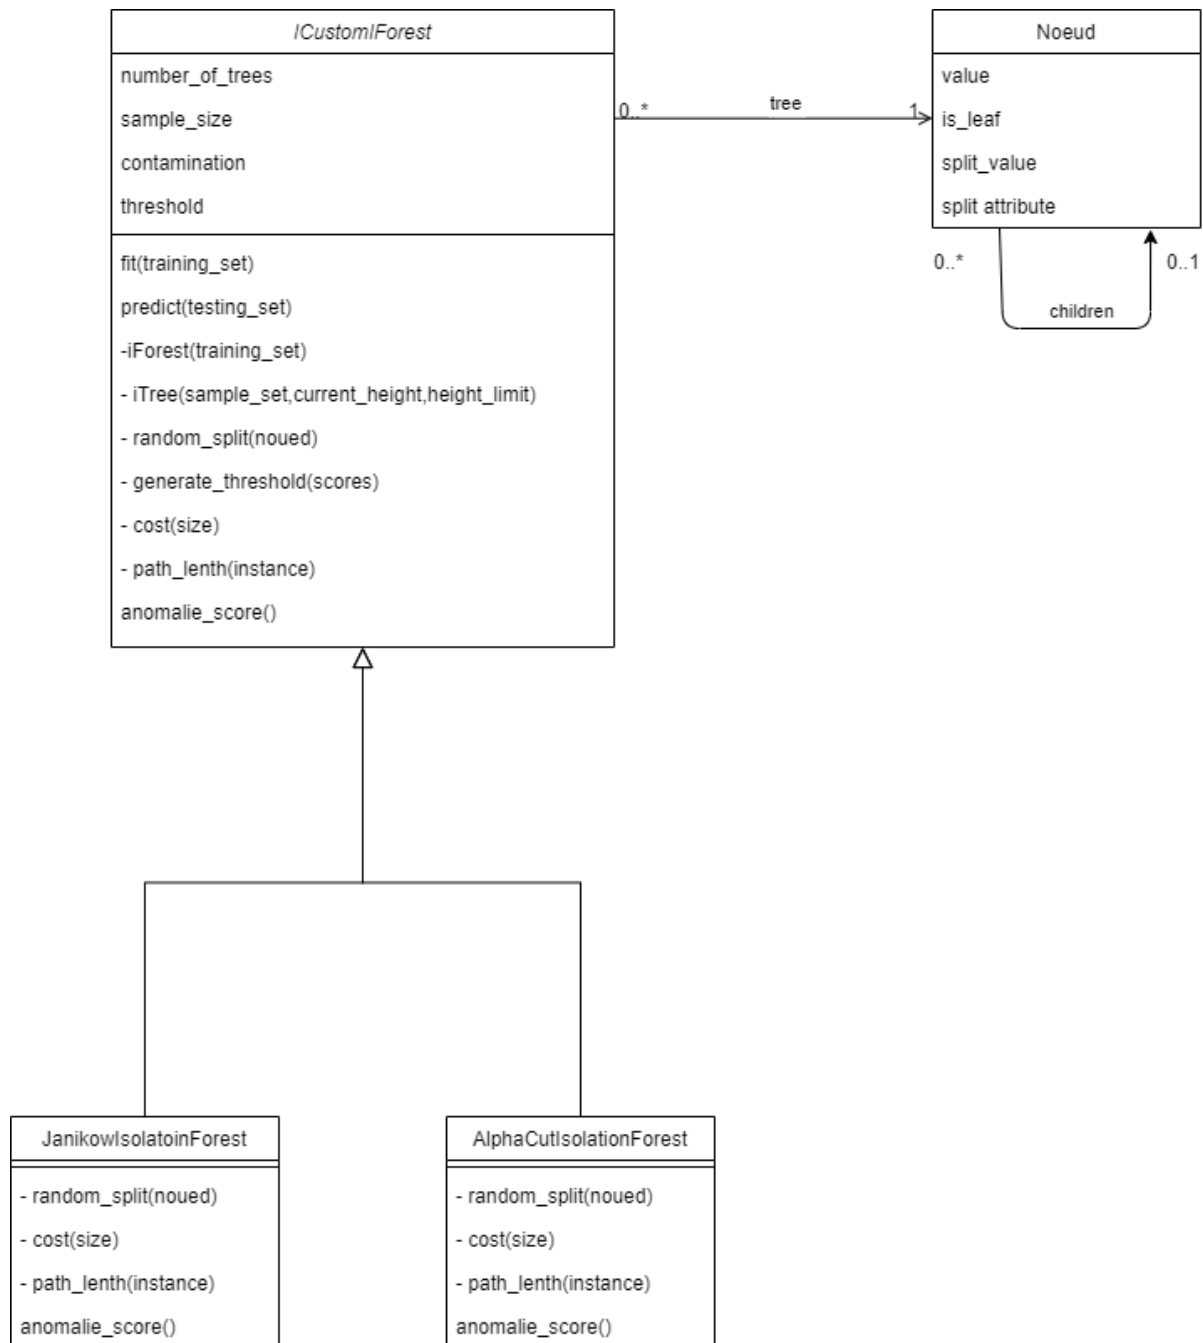 ICustomIForest
number_of_trees
sample_size
contamination
threshold
fit(training_set)
predict(testing_set)
-iForest(training_set)
- iTree(sample_set,current_height,height_limit)
- random_split(noued)
- generate_threshold(scores)
- cost(size)
- path_lenth(instance)
anomalie_score()
0..*
tree
1
Noeud
value
is_leaf
split_value
split attribute
0..*
0..1
children
JanikowIsolatoinForest
- random_split(noued)
- cost(size)
- path_lenth(instance)
anomalie_score()
AlphaCutIsolationForest
- random_split(noued)
- cost(size)
- path_lenth(instance)
anomalie_score()